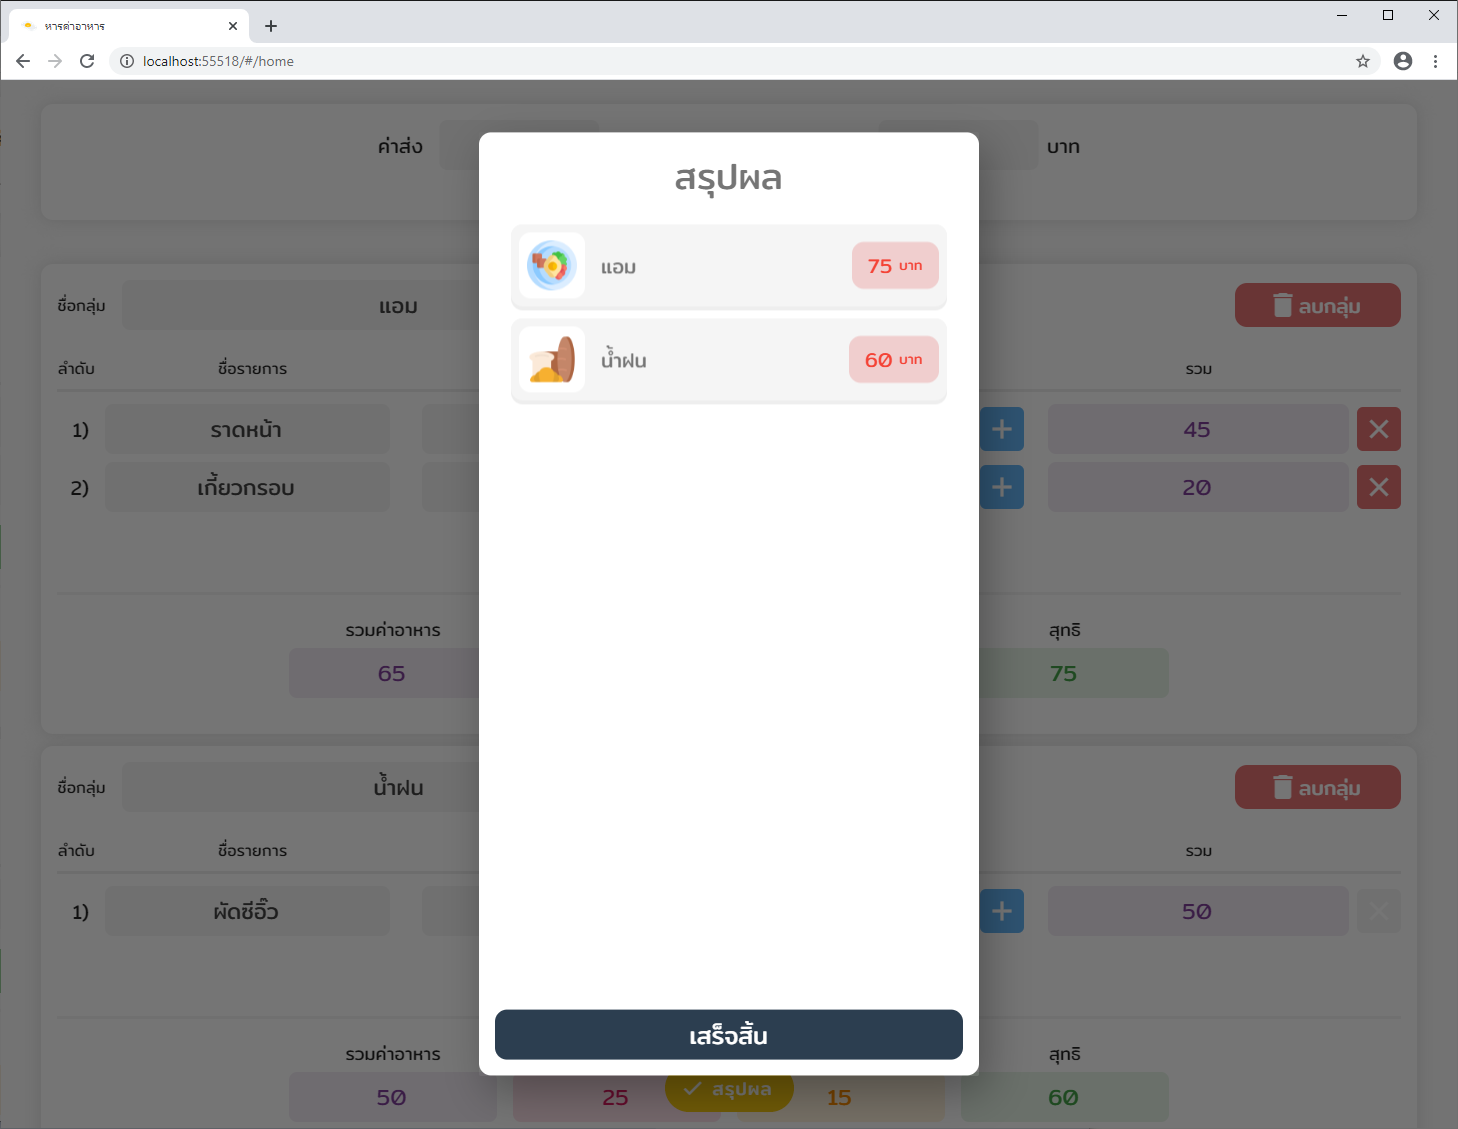 หารค่าอาหาร
localhost:55518/#/home
ค่าส่ง บาท
สรุปผล
แอม 75 บาท
น้ำฝน 60 บาท
เสร็จสิ้น
ชื่อกลุ่ม แอม ลบกลุ่ม
ลำดับ ชื่อรายการ รวม
1) ราดหน้า 45
2) เกี้ยวกรอบ 20
รวมค่าอาหาร สุทธิ
65 75
ชื่อกลุ่ม น้ำฝน ลบกลุ่ม
ลำดับ ชื่อรายการ รวม
1) ผัดซีอิ๊ว 50
รวมค่าอาหาร สุทธิ
50 25 15 60
สรุปผล